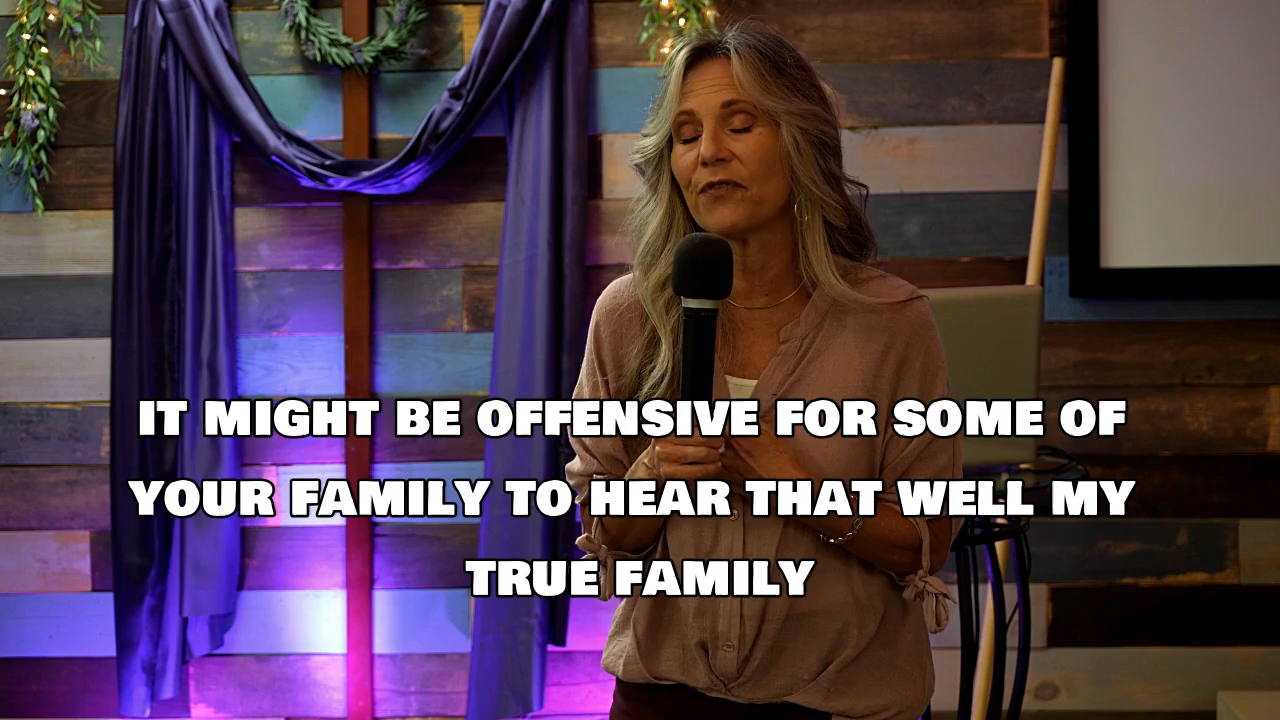 IT MIGHT BE OFFENSIVE FOR SOME OF
YOUR FAMILY TO HEAR THAT WELL MY
TRUE FAMILY